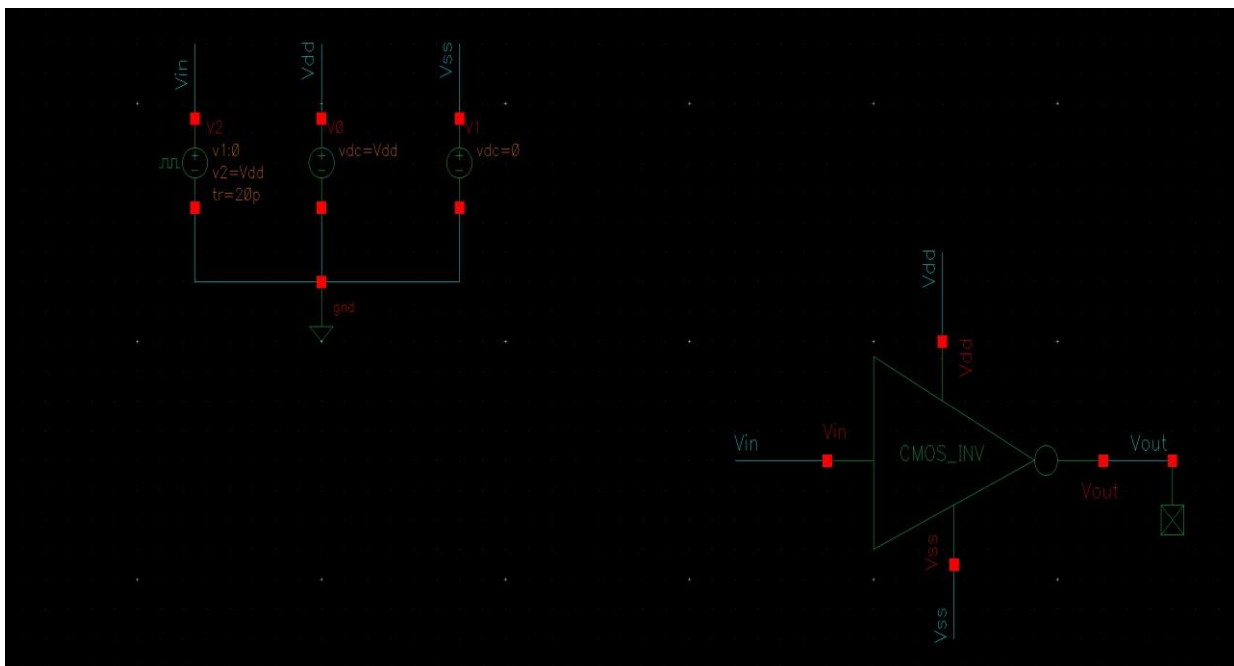 Vin
Vdd
Vss
V2
V0
V1
v1:0
v2=Vdd
tr=20p
vdc=Vdd
vdc=0
gnd
Vdd
Vdd
Vin
Vin
CMOS_INV
Vout
Vout
Vss
Vss